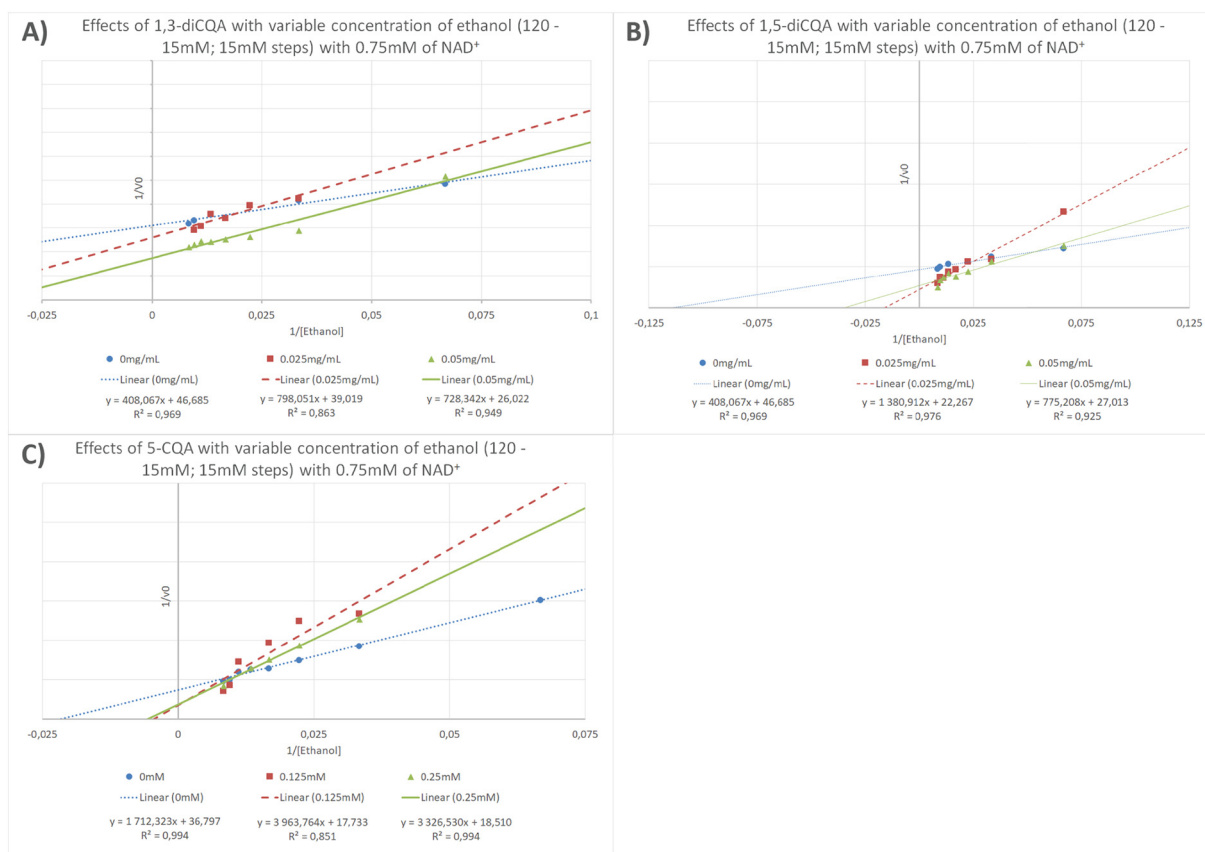 A)
Effects of 1,3-diCQA with variable concentration of ethanol (120 -
15mM; 15mM steps) with 0.75mM of NAD⁺
1/v0
-0,025 0 0,025 0,05 0,075 0,1
1/[Ethanol]
0mg/mL 0.025mg/mL 0.05mg/mL
Linear (0mg/mL) Linear (0.025mg/mL) Linear (0.05mg/mL)
y = 408,067x + 46,685 y = 798,051x + 39,019 y = 728,342x + 26,022
R² = 0,969 R² = 0,863 R² = 0,949
B)
Effects of 1,5-diCQA with variable concentration of ethanol (120 -
15mM; 15mM steps) with 0.75mM of NAD⁺
1/v0
-0,125 -0,075 -0,025 0,025 0,075 0,125
1/[Ethanol]
0mg/mL 0.025mg/mL 0.05mg/mL
Linear (0mg/mL) Linear (0.025mg/mL) Linear (0.05mg/mL)
y = 408,067x + 46,685 y = 1 380,912x + 22,267 y = 775,208x + 27,013
R² = 0,969 R² = 0,976 R² = 0,925
C)
Effects of 5-CQA with variable concentration of ethanol (120 -
15mM; 15mM steps) with 0.75mM of NAD⁺
1/v0
-0,025 0 0,025 0,05 0,075
1/[Ethanol]
0mM 0.125mM 0.25mM
Linear (0mM) Linear (0.125mM) Linear (0.25mM)
y = 1 712,323x + 36,797 y = 3 963,764x + 17,733 y = 3 326,530x + 18,510
R² = 0,994 R² = 0,851 R² = 0,994